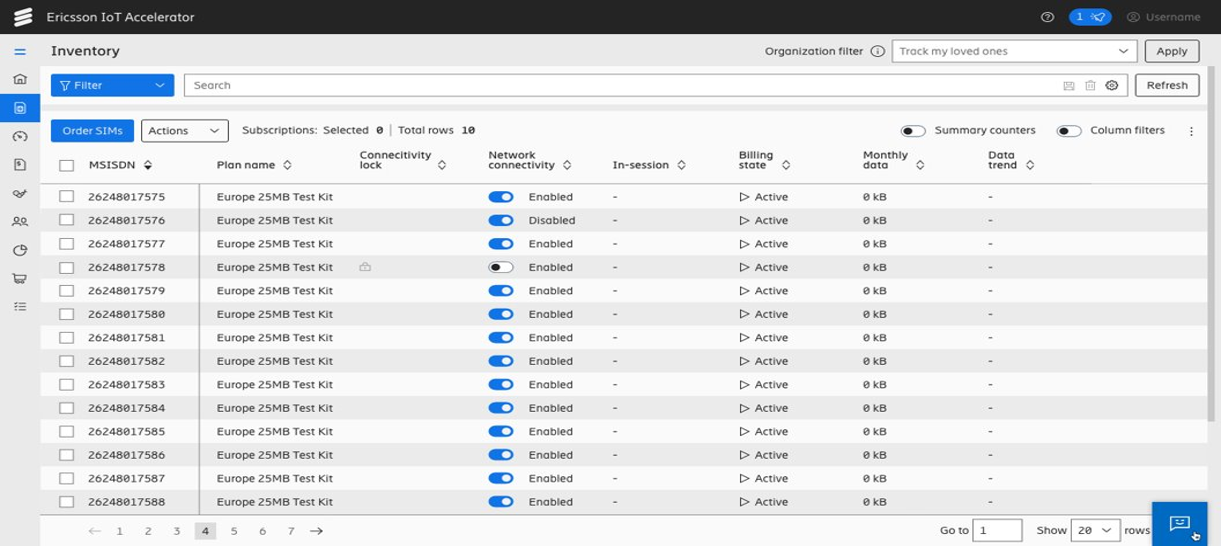 Ericsson IoT Accelerator 1 Username
Inventory Organization filter Track my loved ones Apply
Filter Search Refresh
Order SIMs Actions Subscriptions: Selected 0 | Total rows 10 Summary counters Column filters
MSISDN Plan name Connecitivity lock Network connectivity In-session Billing state Monthly data Data trend
26248017575 Europe 25MB Test Kit Enabled - Active 0 kB -
26248017576 Europe 25MB Test Kit Disabled - Active 0 kB -
26248017577 Europe 25MB Test Kit Enabled - Active 0 kB -
26248017578 Europe 25MB Test Kit Enabled - Active 0 kB -
26248017579 Europe 25MB Test Kit Enabled - Active 0 kB -
26248017580 Europe 25MB Test Kit Enabled - Active 0 kB -
26248017581 Europe 25MB Test Kit Enabled - Active 0 kB -
26248017582 Europe 25MB Test Kit Enabled - Active 0 kB -
26248017583 Europe 25MB Test Kit Enabled - Active 0 kB -
26248017584 Europe 25MB Test Kit Enabled - Active 0 kB -
26248017585 Europe 25MB Test Kit Enabled - Active 0 kB -
26248017586 Europe 25MB Test Kit Enabled - Active 0 kB -
26248017587 Europe 25MB Test Kit Enabled - Active 0 kB -
26248017588 Europe 25MB Test Kit Enabled - Active 0 kB -
1 2 3 4 5 6 7 Go to 1 Show 20 rows